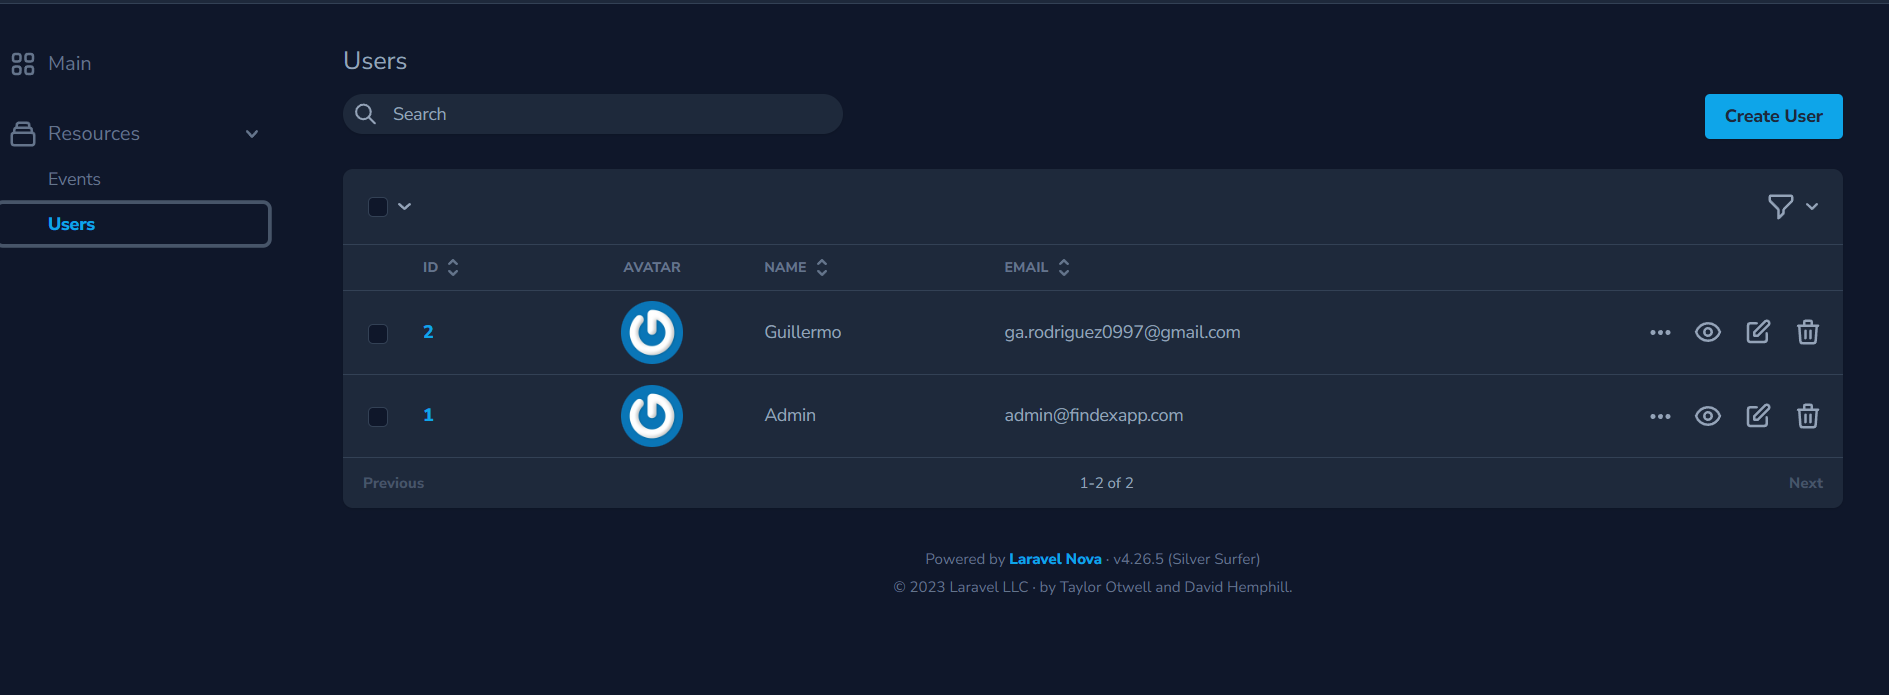 Main
Resources
Events
Users
Users
Search
Create User
ID AVATAR NAME EMAIL
2 Guillermo ga.rodriguez0997@gmail.com
1 Admin admin@findexapp.com
Previous 1-2 of 2 Next
Powered by Laravel Nova · v4.26.5 (Silver Surfer)
© 2023 Laravel LLC · by Taylor Otwell and David Hemphill.